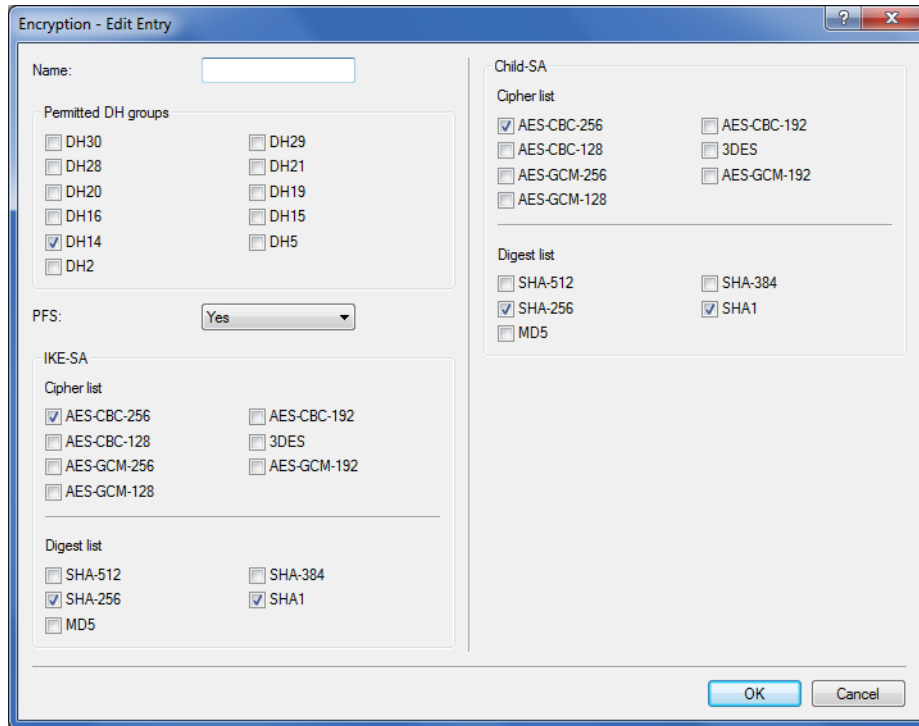 Encryption - Edit Entry
?
X
Name:
Permitted DH groups
DH30 DH29
DH28 DH21
DH20 DH19
DH16 DH15
DH14 DH5
DH2
PFS: Yes
IKE-SA
Cipher list
AES-CBC-256 AES-CBC-192
AES-CBC-128 3DES
AES-GCM-256 AES-GCM-192
AES-GCM-128
Digest list
SHA-512 SHA-384
SHA-256 SHA1
MD5
Child-SA
Cipher list
AES-CBC-256 AES-CBC-192
AES-CBC-128 3DES
AES-GCM-256 AES-GCM-192
AES-GCM-128
Digest list
SHA-512 SHA-384
SHA-256 SHA1
MD5
OK Cancel